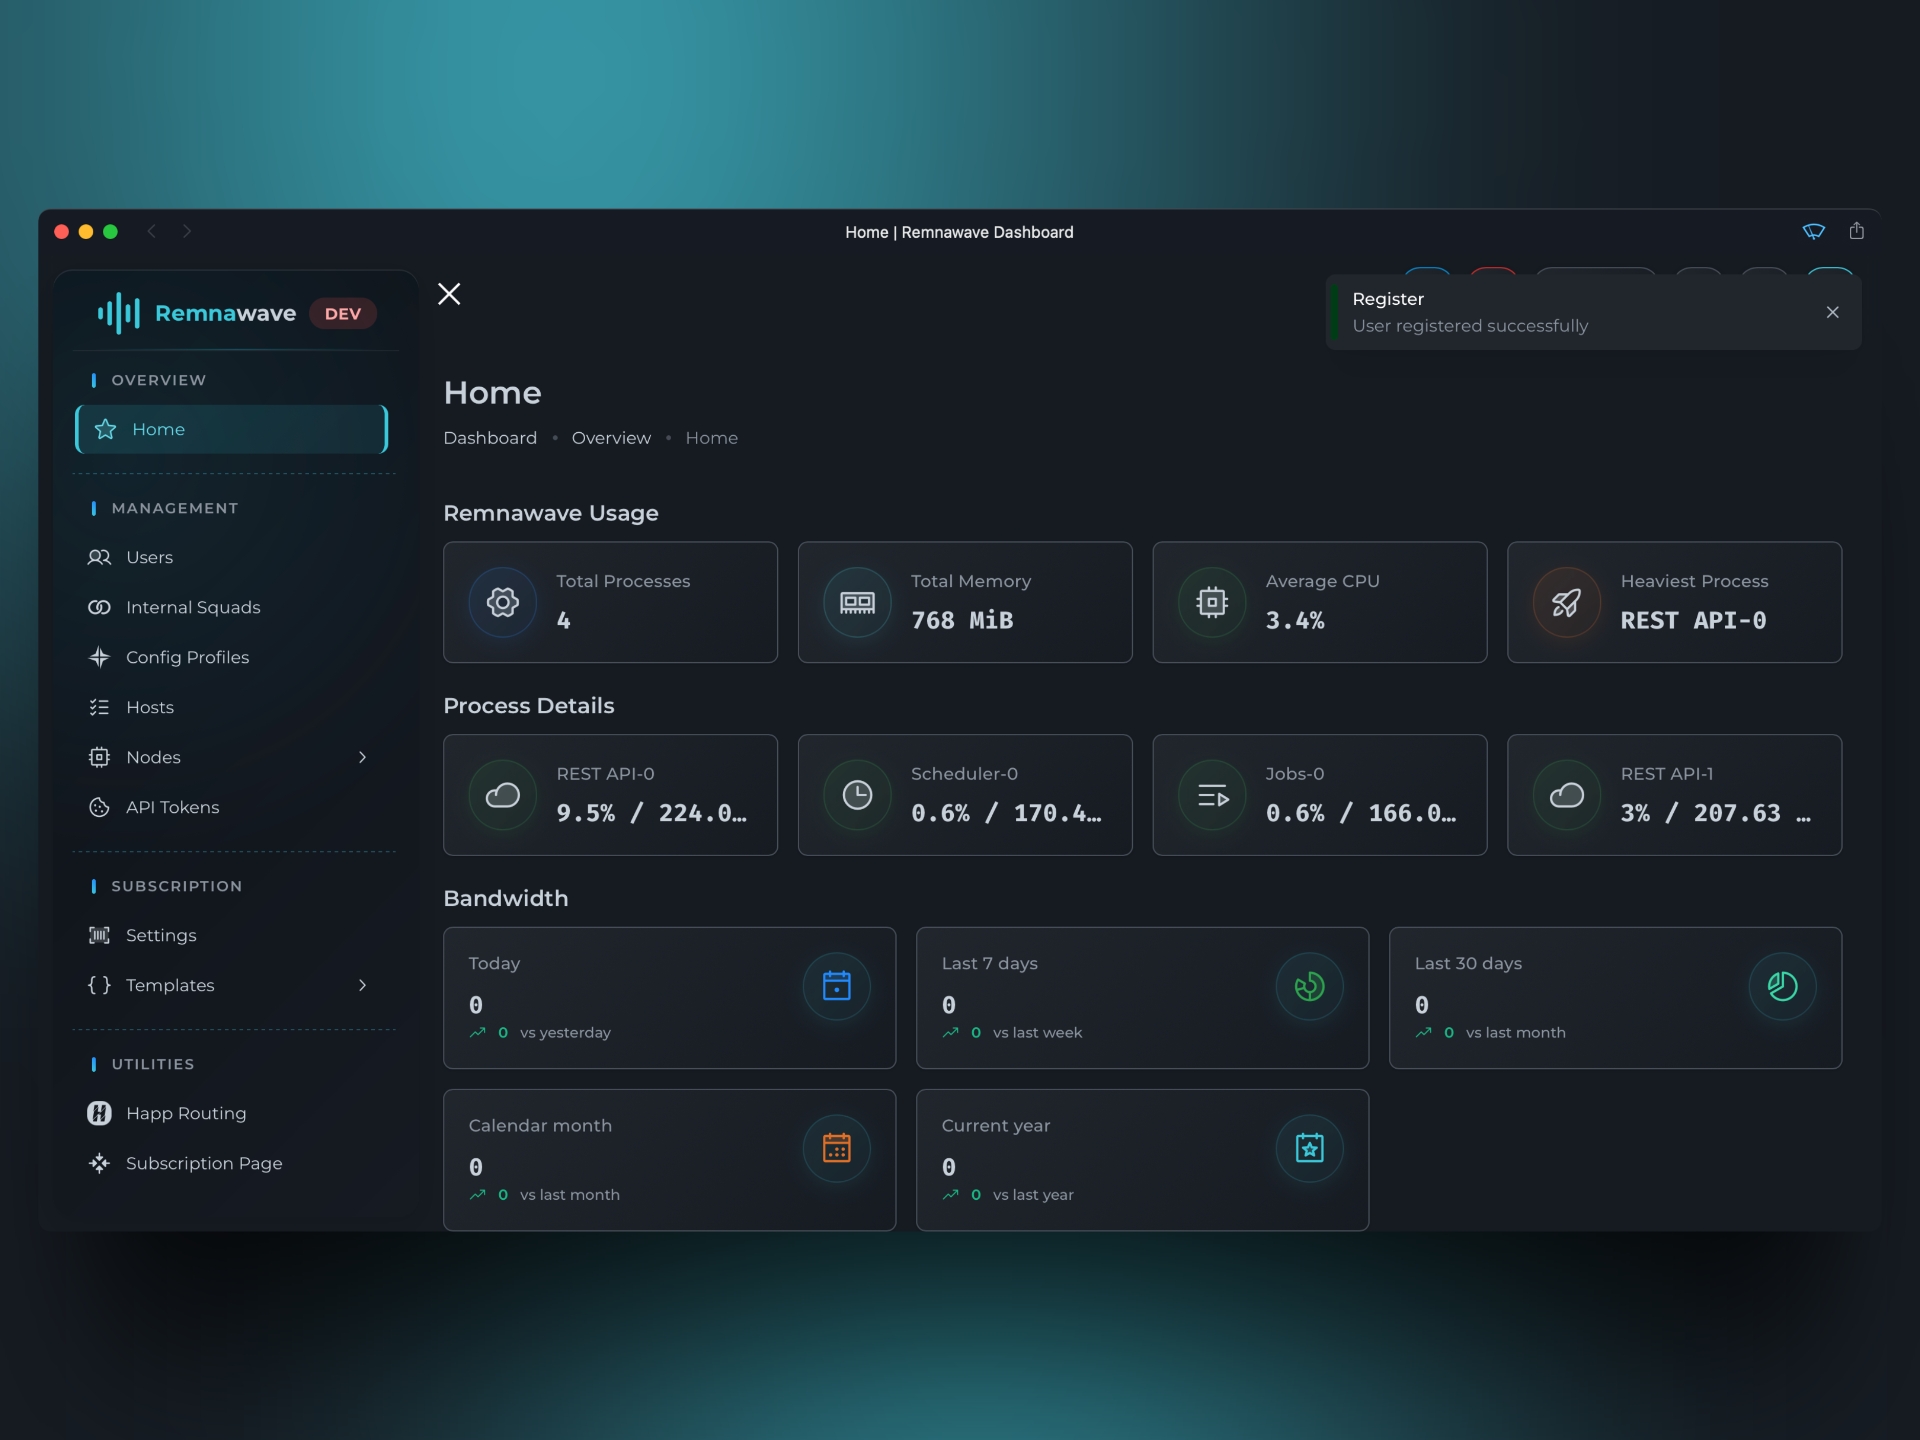 Home | Remnawave Dashboard
Remnawave DEV
OVERVIEW
Home
MANAGEMENT
Users
Internal Squads
Config Profiles
Hosts
Nodes
API Tokens
SUBSCRIPTION
Settings
Templates
UTILITIES
Happ Routing
Subscription Page
Register
User registered successfully
Home
Dashboard • Overview • Home
Remnawave Usage
Total Processes
4
Total Memory
768 MiB
Average CPU
3.4%
Heaviest Process
REST API-0
Process Details
REST API-0
9.5% / 224.0…
Scheduler-0
0.6% / 170.4…
Jobs-0
0.6% / 166.0…
REST API-1
3% / 207.63 …
Bandwidth
Today
0
0 vs yesterday
Last 7 days
0
0 vs last week
Last 30 days
0
0 vs last month
Calendar month
0
0 vs last month
Current year
0
0 vs last year